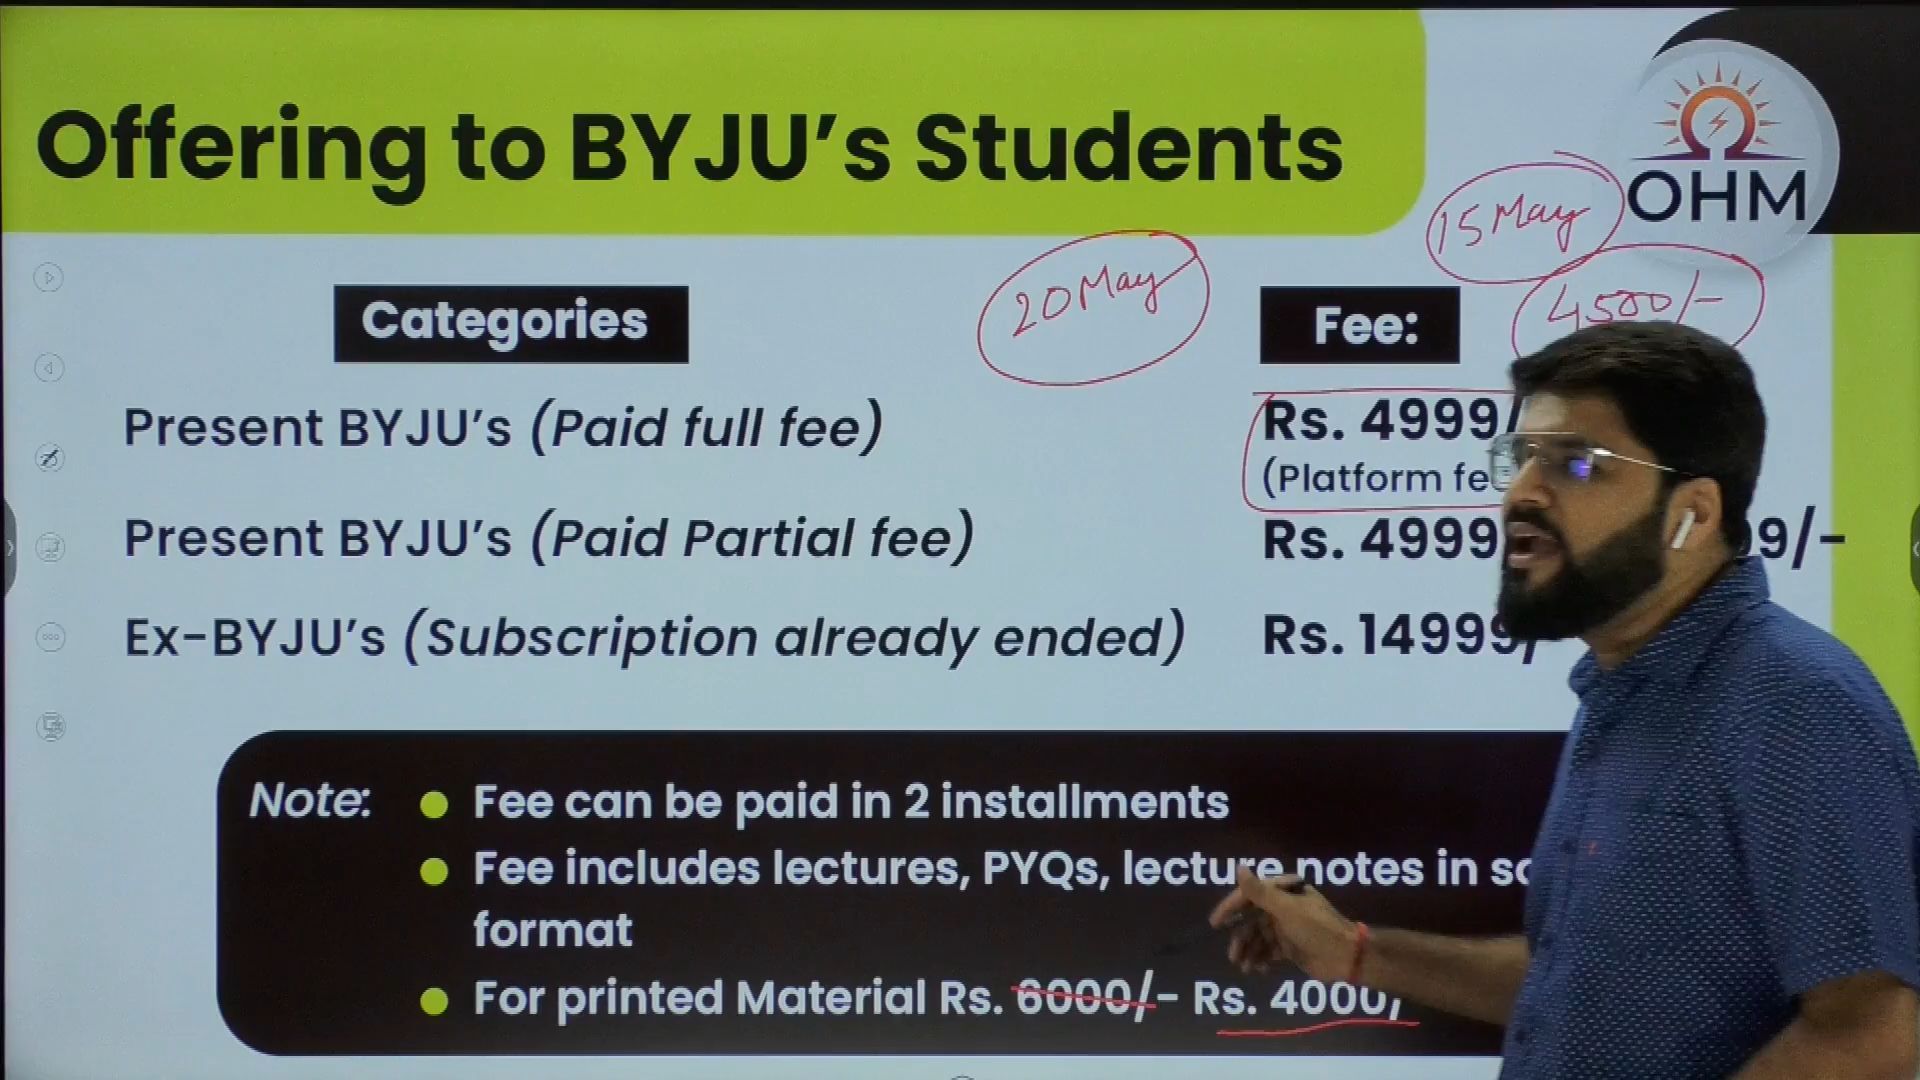 Offering to BYJU's Students
OHM
15 May
20 May
4500/-
Categories
Fee:
Present BYJU's (Paid full fee)
Rs. 4999/
(Platform fe
Present BYJU's (Paid Partial fee)
Rs. 4999
99/-
Ex-BYJU's (Subscription already ended)
Rs. 14999/
Note:
Fee can be paid in 2 installments
Fee includes lectures, PYQs, lecture notes in
format
For printed Material Rs. 6000/- Rs. 4000/